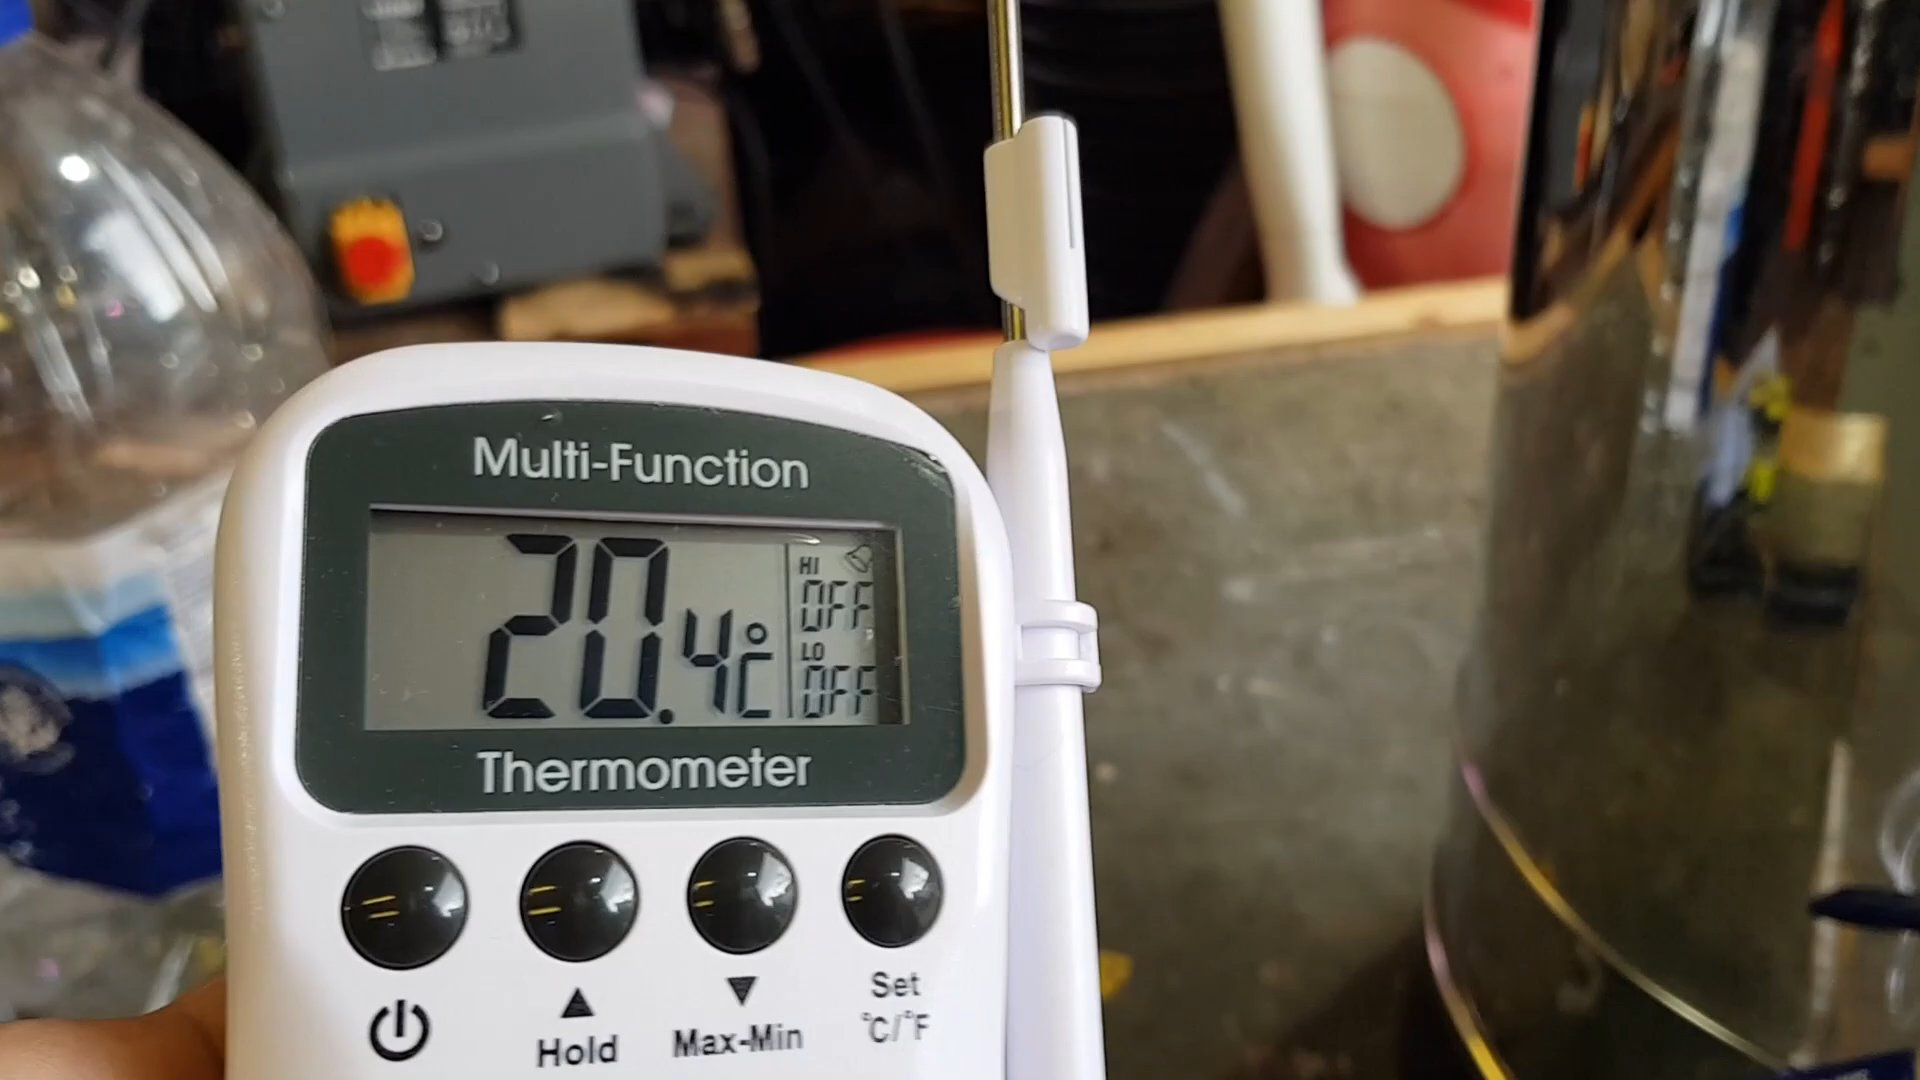 Multi-Function
20.4°C
HI
OFF
LO
OFF
Thermometer
▲
▼
Set
Hold
Max-Min
°C/°F